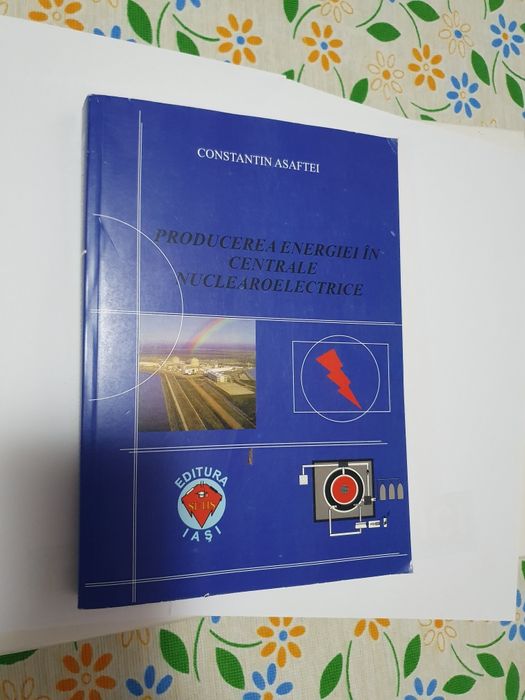 CONSTANTIN ASAFTEI
PRODUCEREA ENERGIEI ÎN
CENTRALE
NUCLEAROELECTRICE
EDITURA
IAȘI